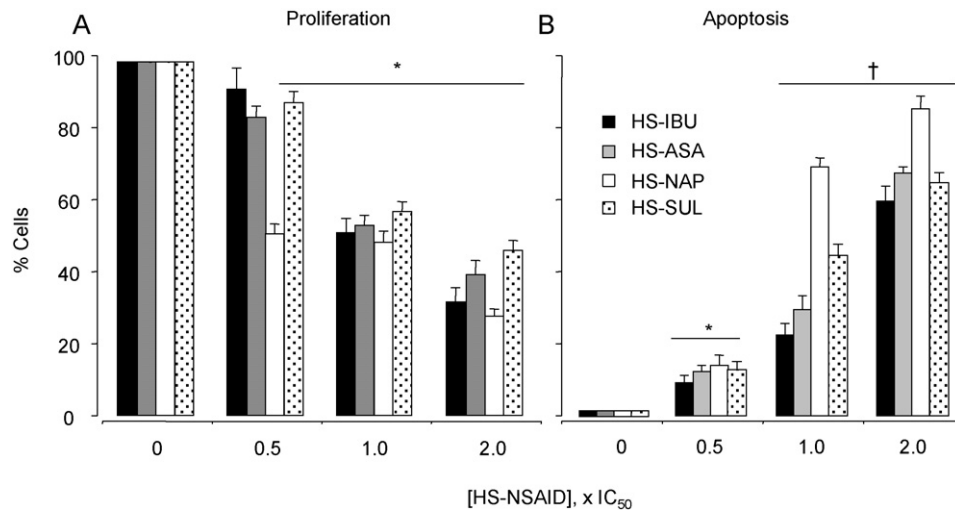 A Proliferation
B Apoptosis
100
80
60
40
20
0
% Cells
*
*
†
HS-IBU
HS-ASA
HS-NAP
HS-SUL
0 0.5 1.0 2.0
0 0.5 1.0 2.0
[HS-NSAID], x IC50